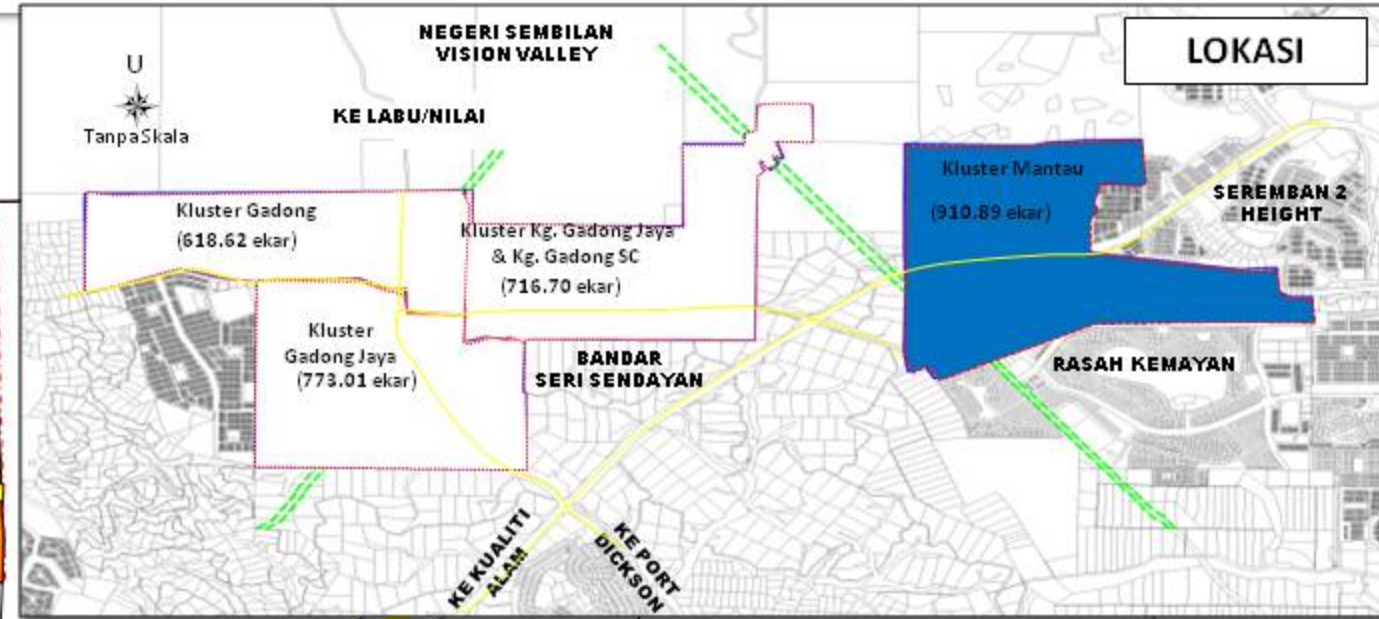 LOKASI
NEGERI SEMBILAN
VISION VALLEY
U
TanpaSkala
KE LABU/NILAI
Kluster Mantau
(910.89 ekar)
SEREMBAN 2
HEIGHT
Kluster Gadong
(618.62 ekar)
Kluster Kg. Gadong Jaya
& Kg. Gadong SC
(716.70 ekar)
Kluster
Gadong Jaya
(773.01 ekar)
BANDAR
SERI SENDAYAN
RASAH KEMAYAN
KE KUALITI
ALAM
KE PORT
DICKSON